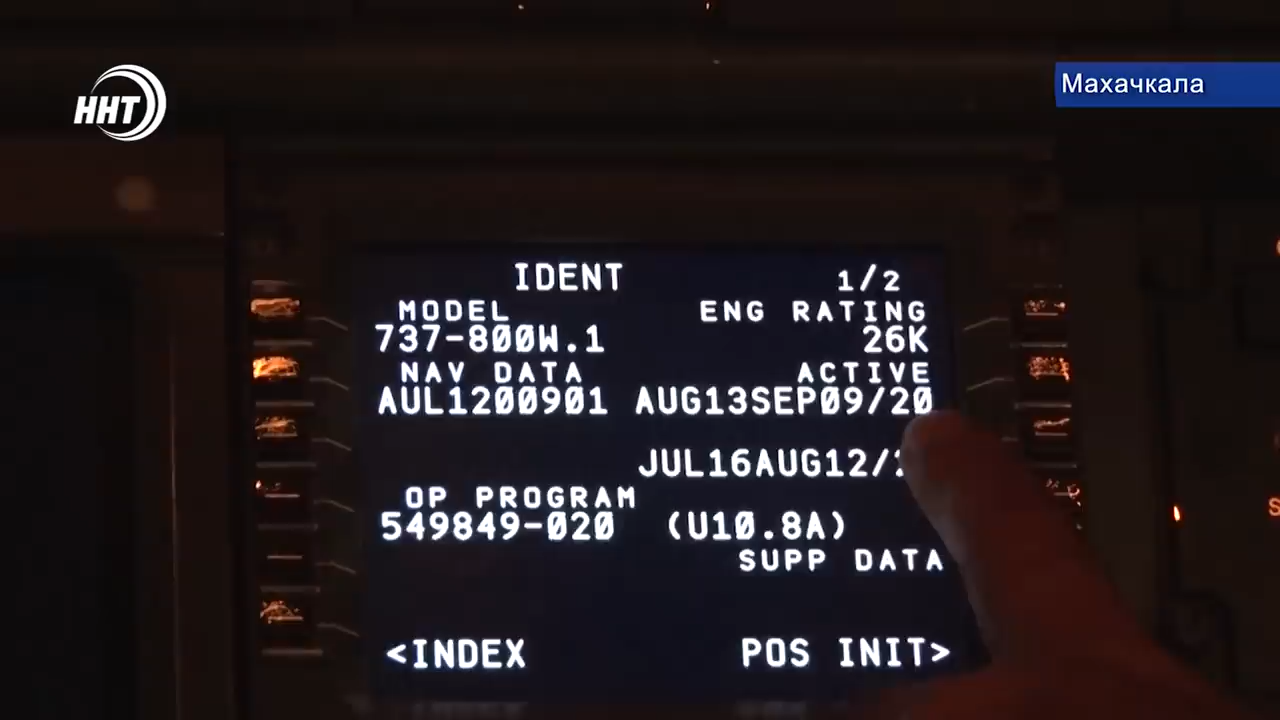 ННТ
Махачкала
IDENT 1/2
MODEL ENG RATING
737-800W.1 26K
NAV DATA ACTIVE
AUL1200901 AUG13SEP09/20
JUL16AUG12/
OP PROGRAM
549849-020 (U10.8A)
SUPP DATA
<INDEX POS INIT>